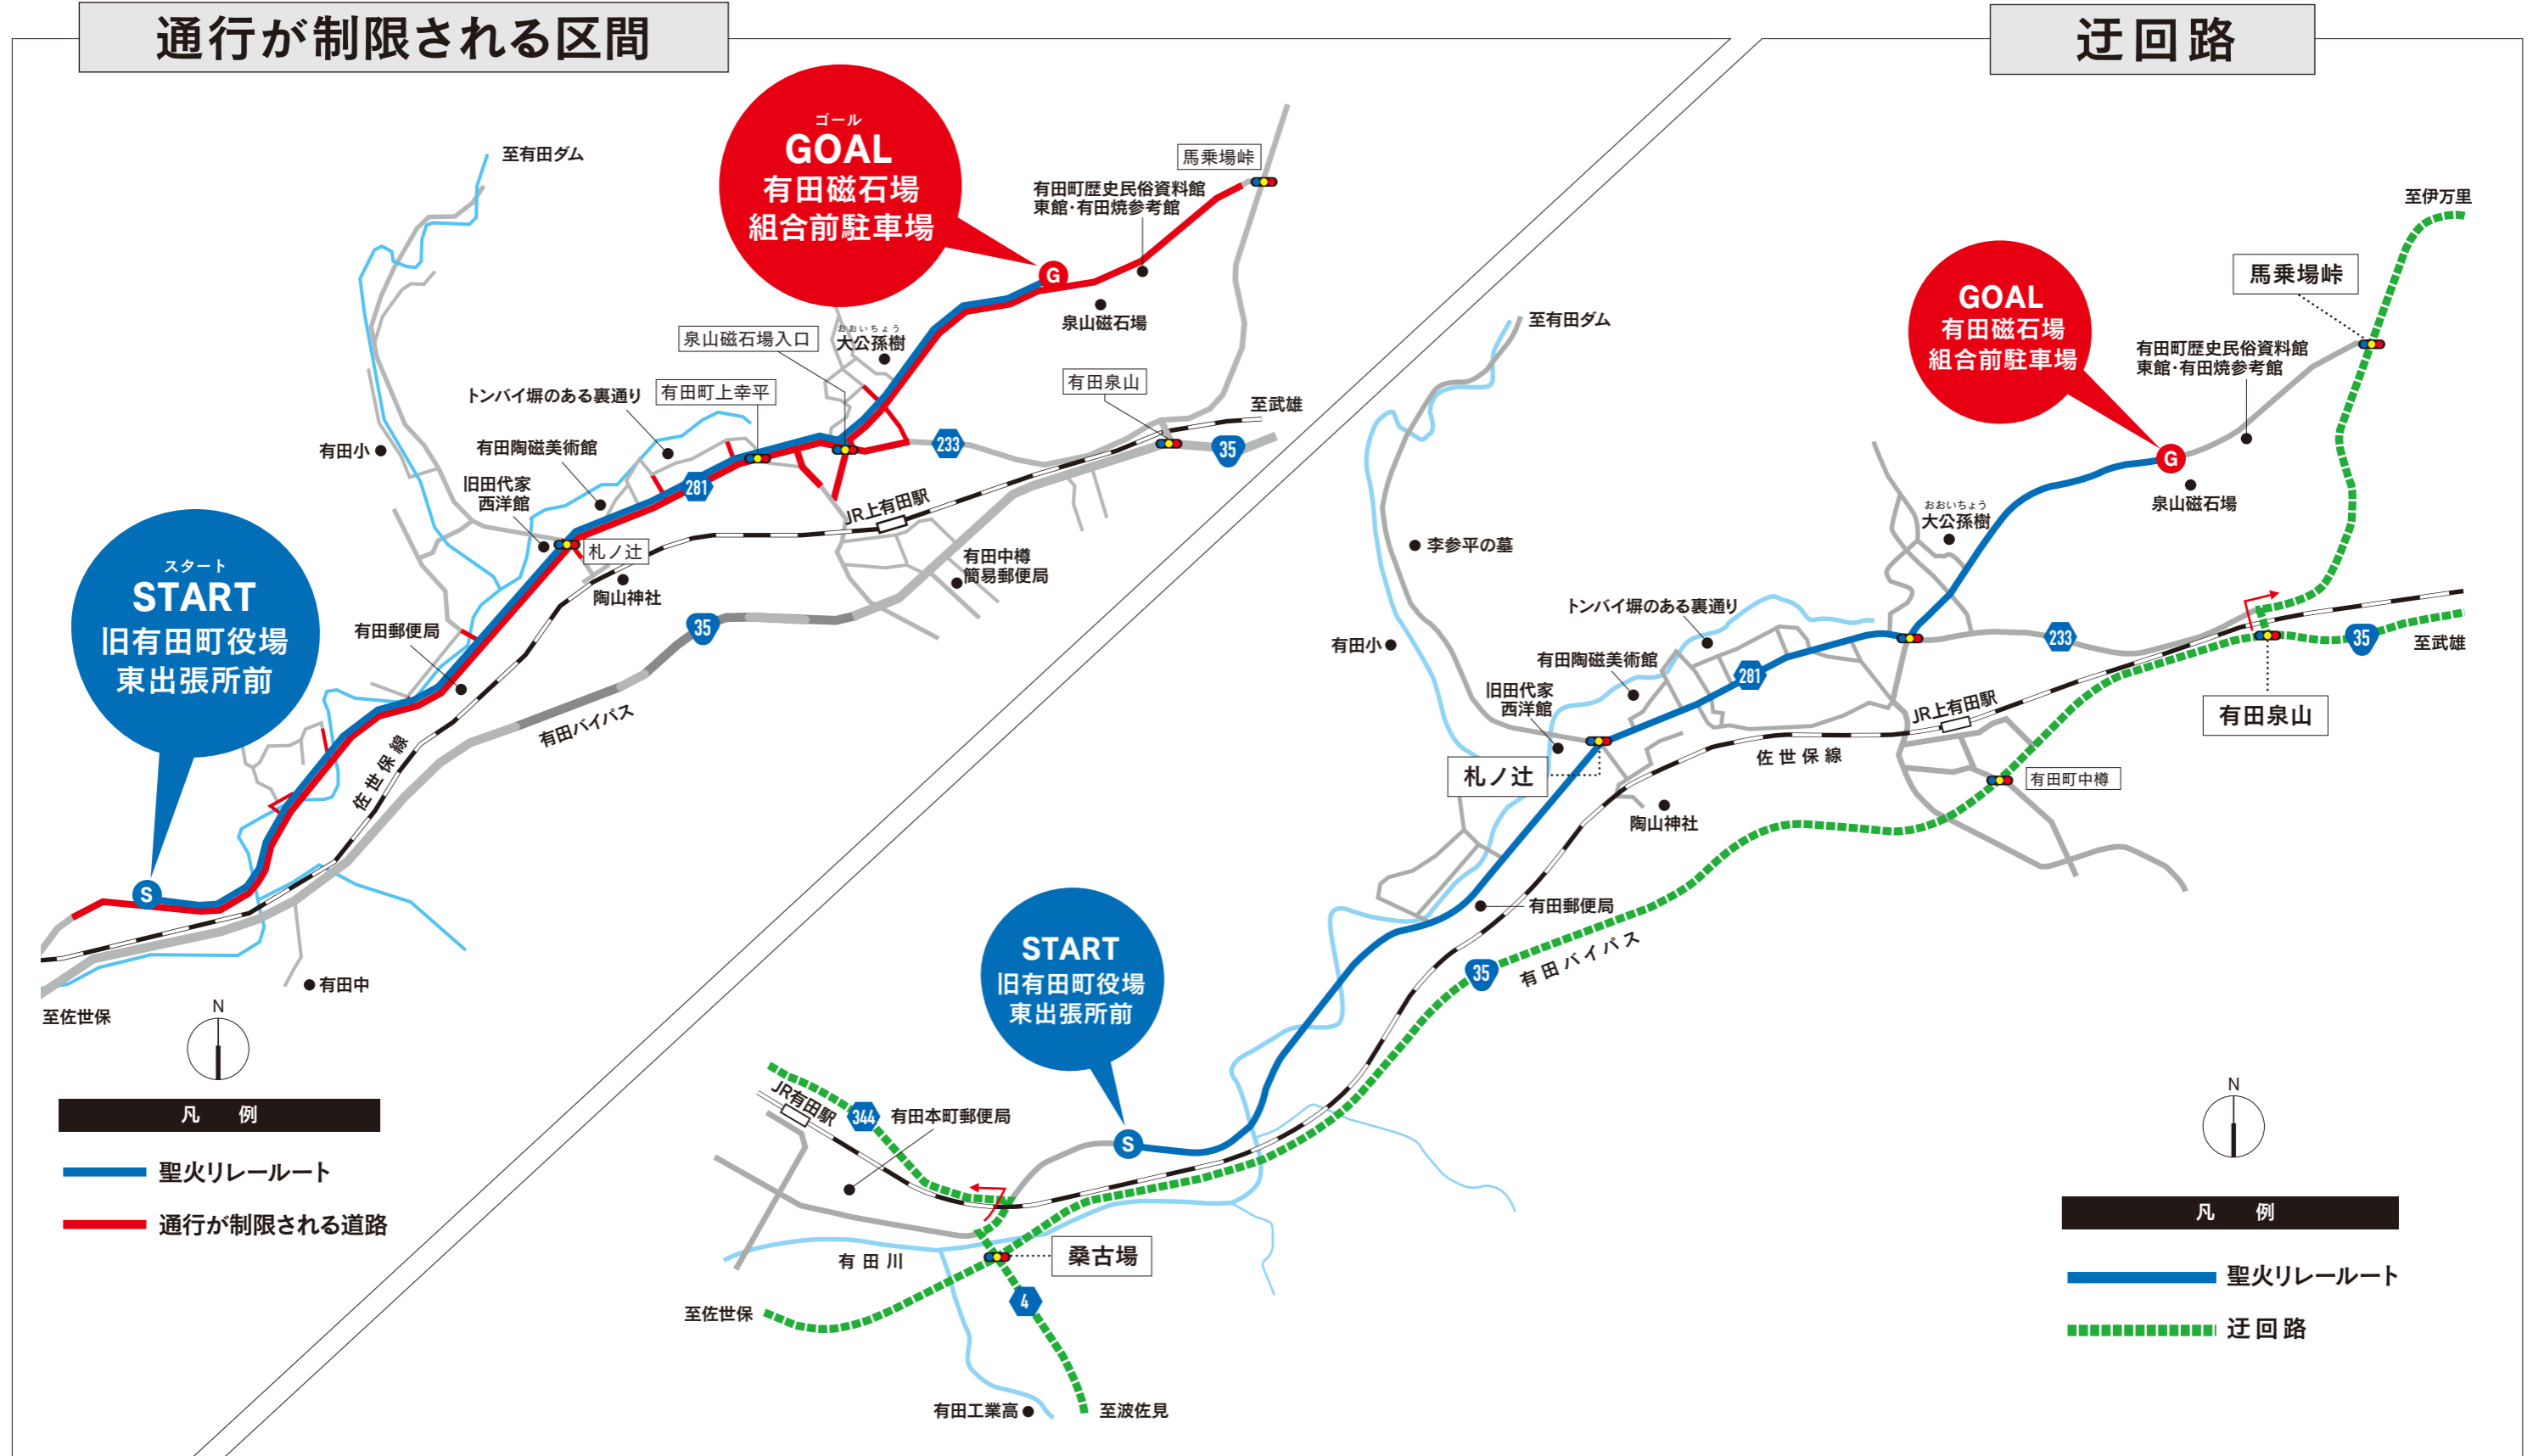 通行が制限される区間
至有田ダム
ゴール
GOAL
有田磁石場
組合前駐車場
馬乗場峠
有田町歴史民俗資料館
東館・有田焼参考館
G
泉山磁石場
泉山磁石場入口
おおいちょう
大公孫樹
有田泉山
トンバイ塀のある裏通り
有田町上幸平
至武雄
有田小
有田陶磁美術館
233
35
旧田代家
西洋館
281
JR上有田駅
札ノ辻
スタート
START
旧有田町役場
東出張所前
有田中樽
簡易郵便局
陶山神社
有田郵便局
35
有田バイパス
佐世保線
S
有田中
至佐世保
N
凡 例
聖火リレールート
通行が制限される道路
迂回路
至伊万里
馬乗場峠
GOAL
有田磁石場
組合前駐車場
至有田ダム
有田町歴史民俗資料館
東館・有田焼参考館
G
泉山磁石場
おおいちょう
大公孫樹
李参平の墓
トンバイ塀のある裏通り
有田小
有田陶磁美術館
233
35
至武雄
281
旧田代家
西洋館
JR上有田駅
有田泉山
佐世保線
札ノ辻
有田町中樽
陶山神社
有田郵便局
35
有田バイパス
START
旧有田町役場
東出張所前
JR有田駅
344
有田本町郵便局
S
有田川
桑古場
4
至佐世保
有田工業高
至波佐見
N
凡 例
聖火リレールート
迂回路